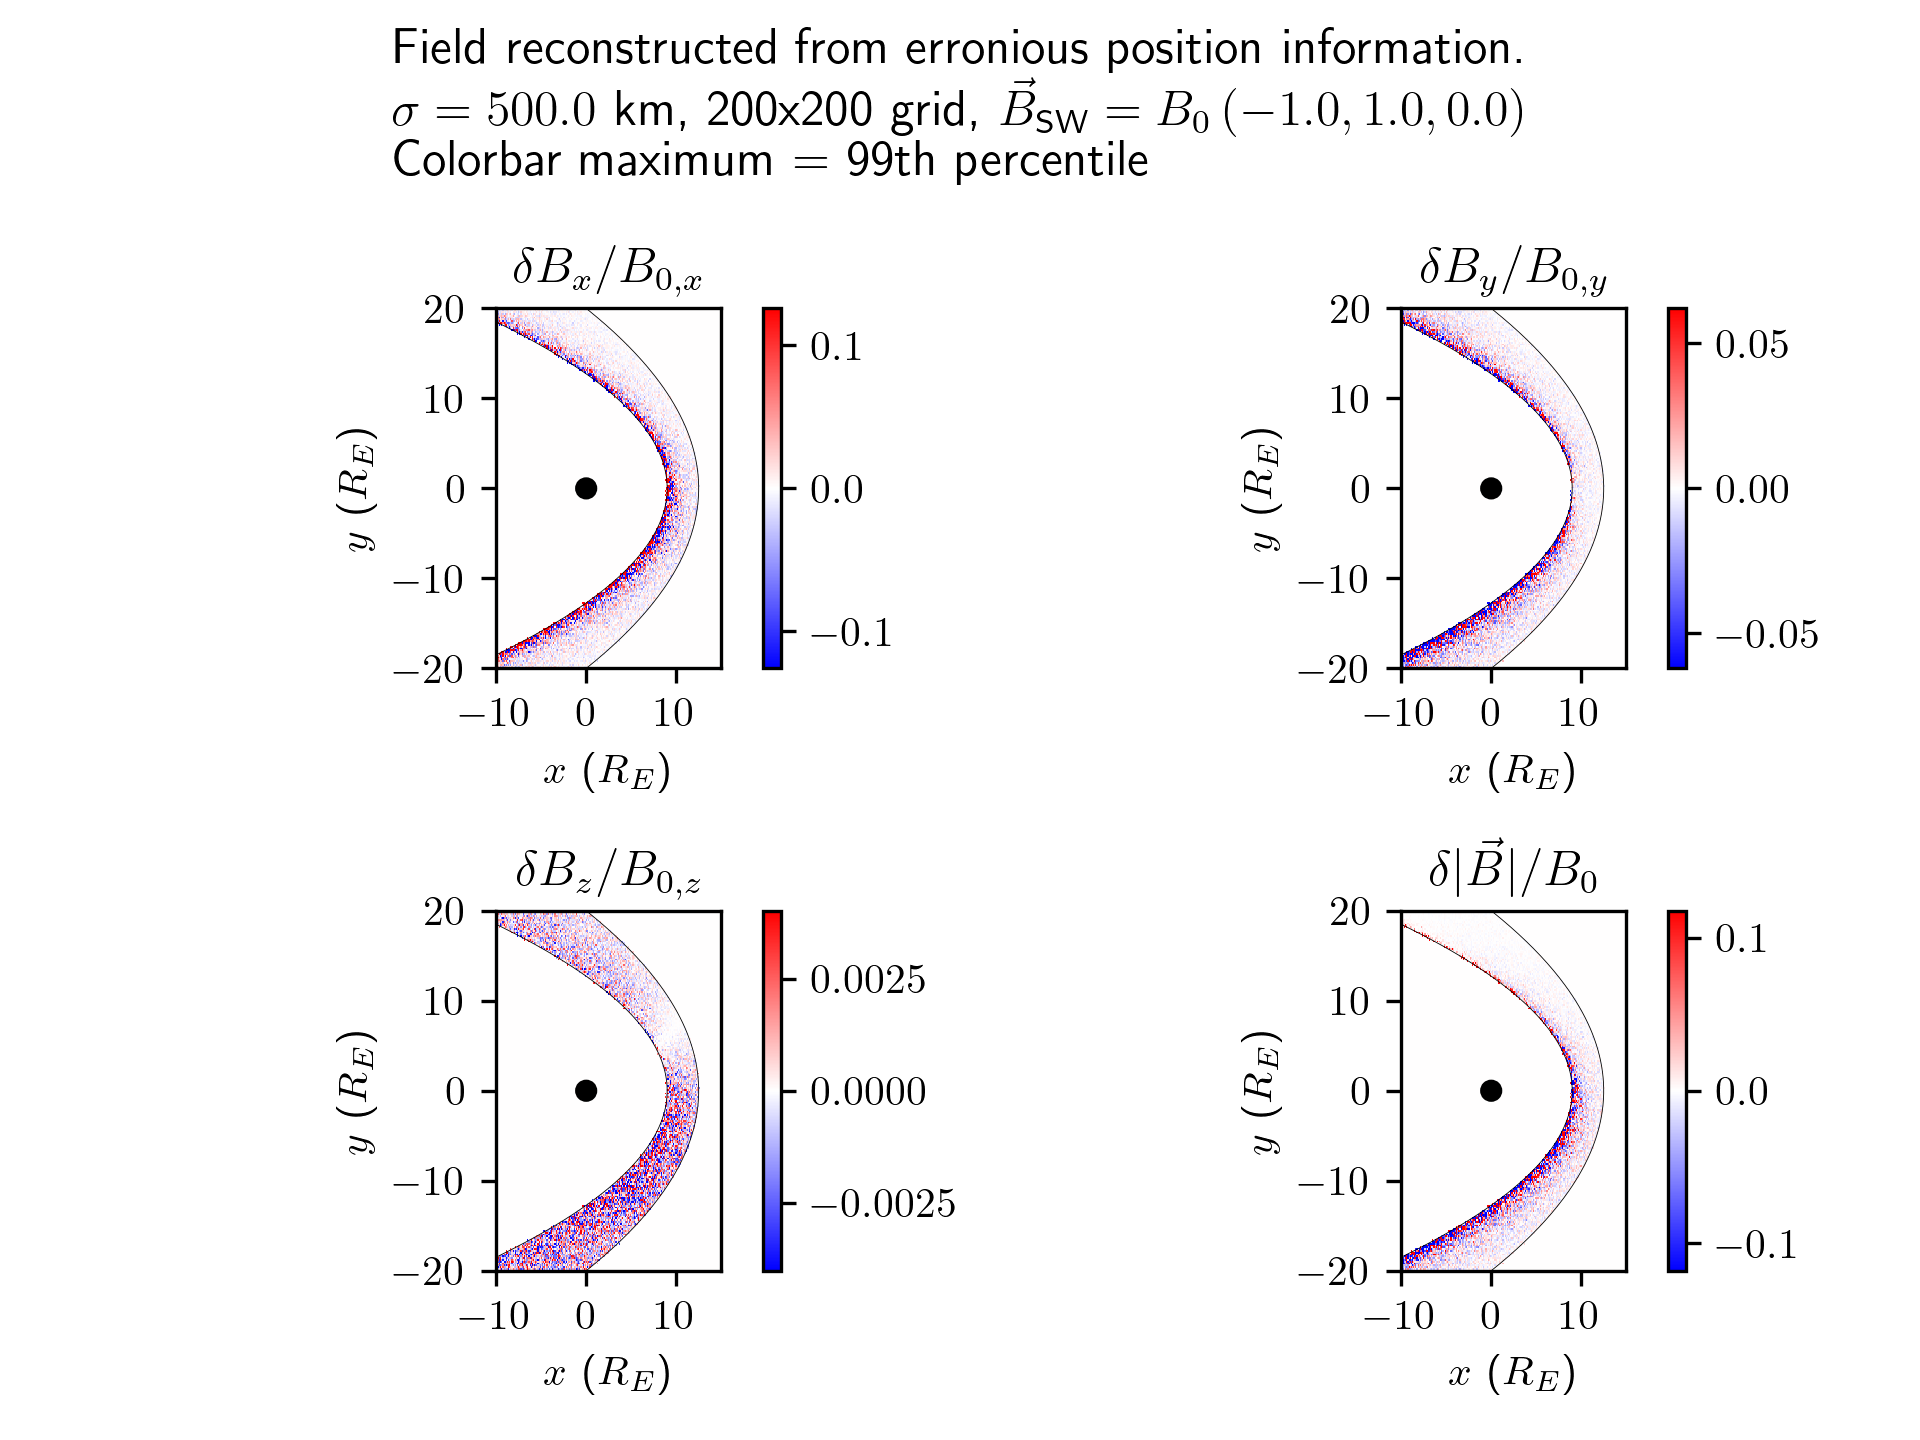 Field reconstructed from erronious position information.
σ = 500.0 km, 200x200 grid, B⃗_SW = B₀ (−1.0, 1.0, 0.0)
Colorbar maximum = 99th percentile
δB_x/B_{0,x}
20
10
0
−10
−20
y (R_E)
−10 0 10
x (R_E)
0.1
0.0
−0.1
δB_y/B_{0,y}
20
10
0
−10
−20
y (R_E)
−10 0 10
x (R_E)
0.05
0.00
−0.05
δB_z/B_{0,z}
20
10
0
−10
−20
y (R_E)
−10 0 10
x (R_E)
0.0025
0.0000
−0.0025
δ|B⃗|/B₀
20
10
0
−10
−20
y (R_E)
−10 0 10
x (R_E)
0.1
0.0
−0.1